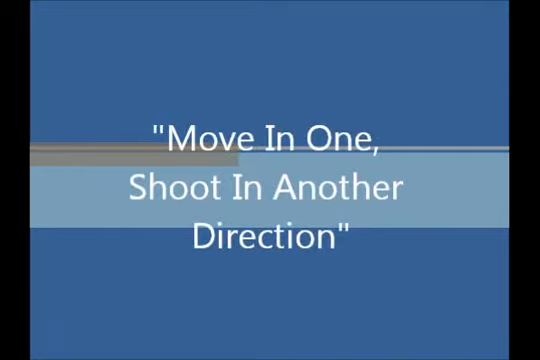 "Move In One,
Shoot In Another
Direction"